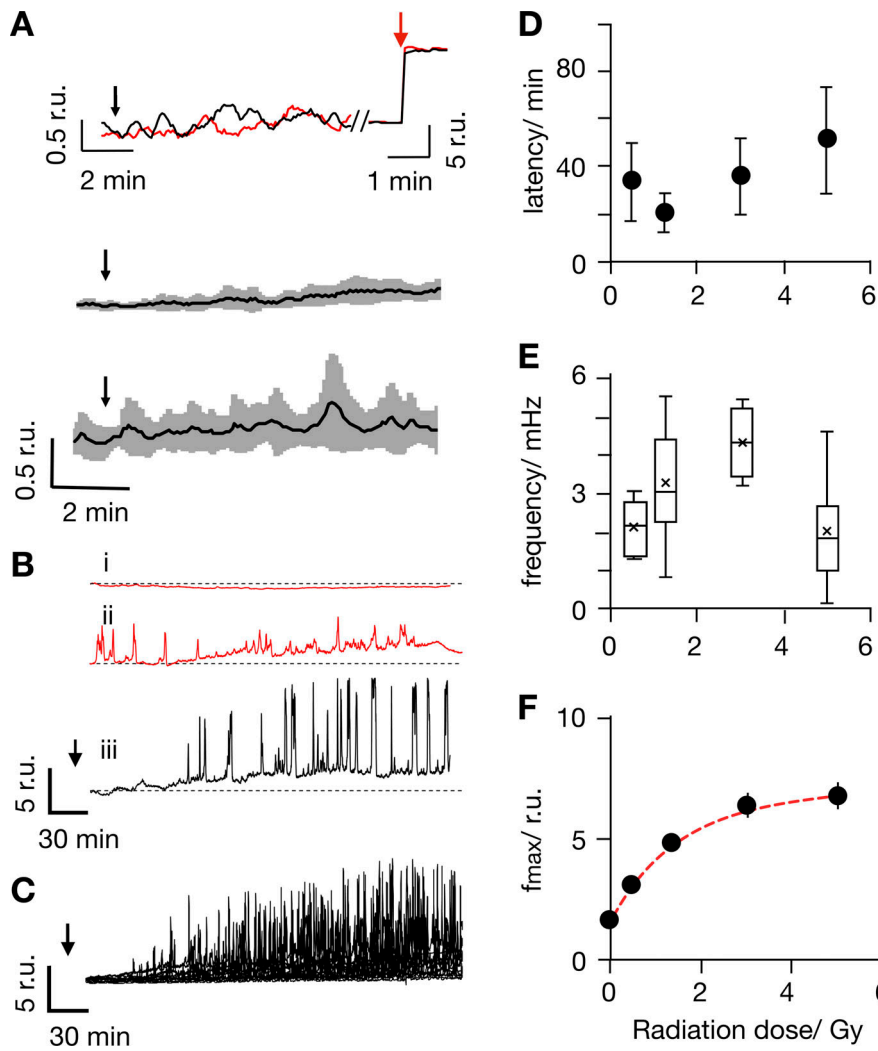 A
0.5 r.u.
2 min
5 r.u.
1 min
0.5 r.u.
2 min
B
i
ii
iii
5 r.u.
30 min
C
5 r.u.
30 min
D
latency/ min
80
40
0
0
2
4
6
E
frequency/ mHz
6
3
0
0
2
4
6
F
fmax/ r.u.
10
5
0
0
2
4
Radiation dose/ Gy